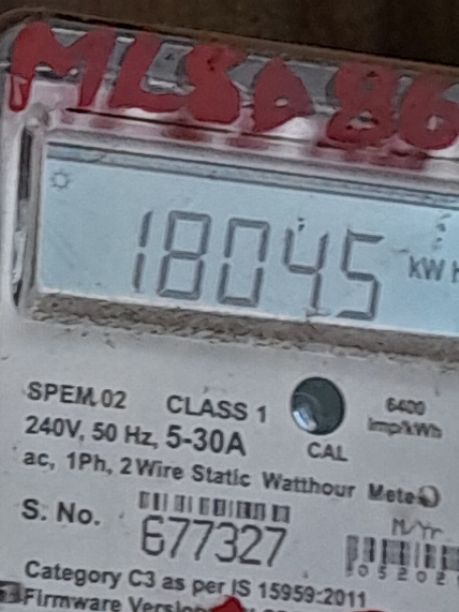 MLSD86
18045 kWh
SPEM 02 CLASS 1
6400
imp/kWh
240V, 50 Hz, 5-30A
CAL
ac, 1Ph, 2 Wire Static Watthour Meter
S. No. 677327
M/Yr
Category C3 as per IS 15959:2011
Firmware Version